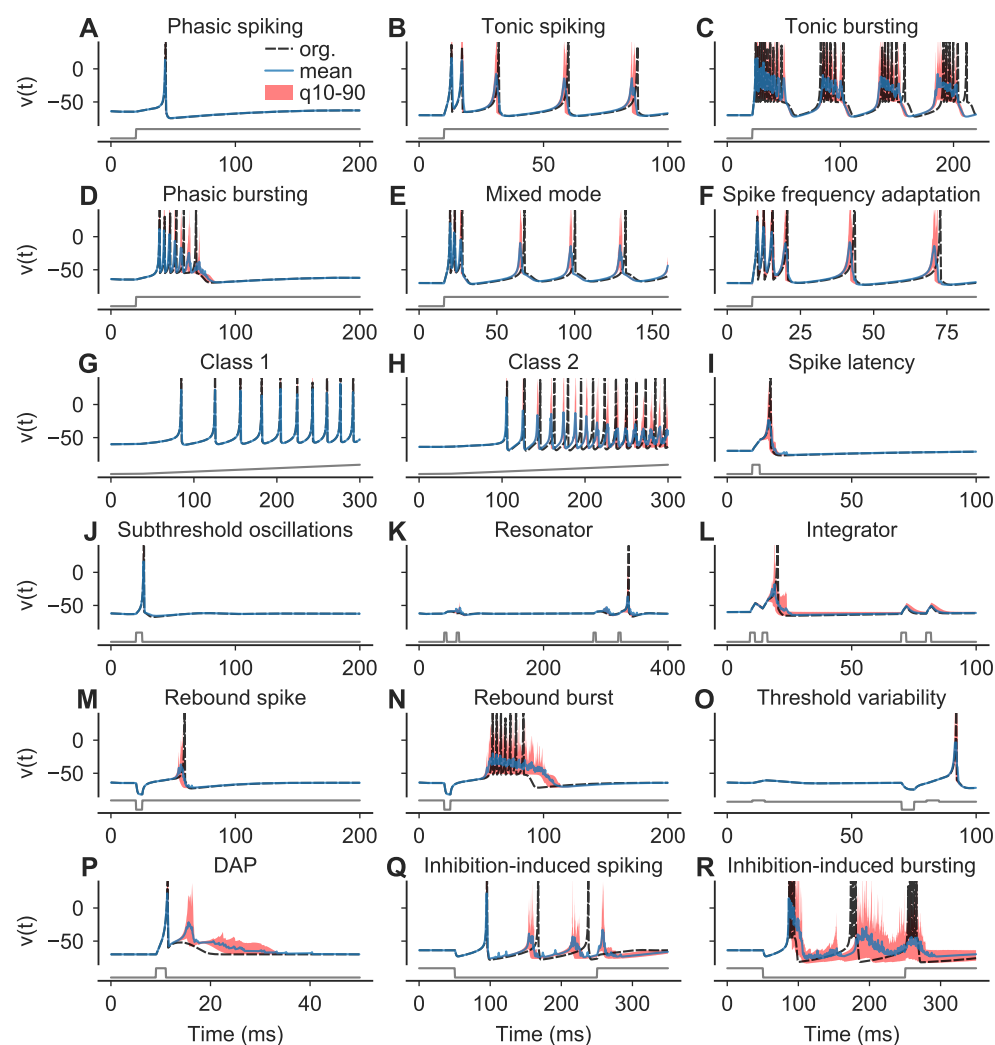 A Phasic spiking
B Tonic spiking
C Tonic bursting
org.
mean
q10-90
v(t)
0
−50
0 100 200
0 50 100
0 100 200
D Phasic bursting
E Mixed mode
F Spike frequency adaptation
v(t)
0
−50
0 100 200
0 50 100 150
0 25 50 75
G Class 1
H Class 2
I Spike latency
v(t)
0
−50
0 100 200 300
0 100 200 300
0 50 100
J Subthreshold oscillations
K Resonator
L Integrator
v(t)
0
−50
0 100 200
0 200 400
0 50 100
M Rebound spike
N Rebound burst
O Threshold variability
v(t)
0
−50
0 100 200
0 100 200
0 50 100
P DAP
Q Inhibition-induced spiking
R Inhibition-induced bursting
v(t)
0
−50
0 20 40
0 100 200 300
0 100 200 300
Time (ms)
Time (ms)
Time (ms)